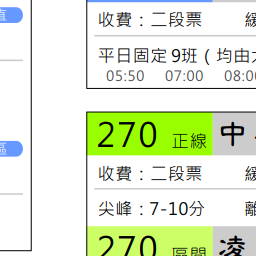 直
收費：二段票
緩
平日固定 9班 ( 均由
05:50 07:00 08:0
區
270 正線 中
收費：二段票 緩
尖峰：7-10分 離
270 區間 凌